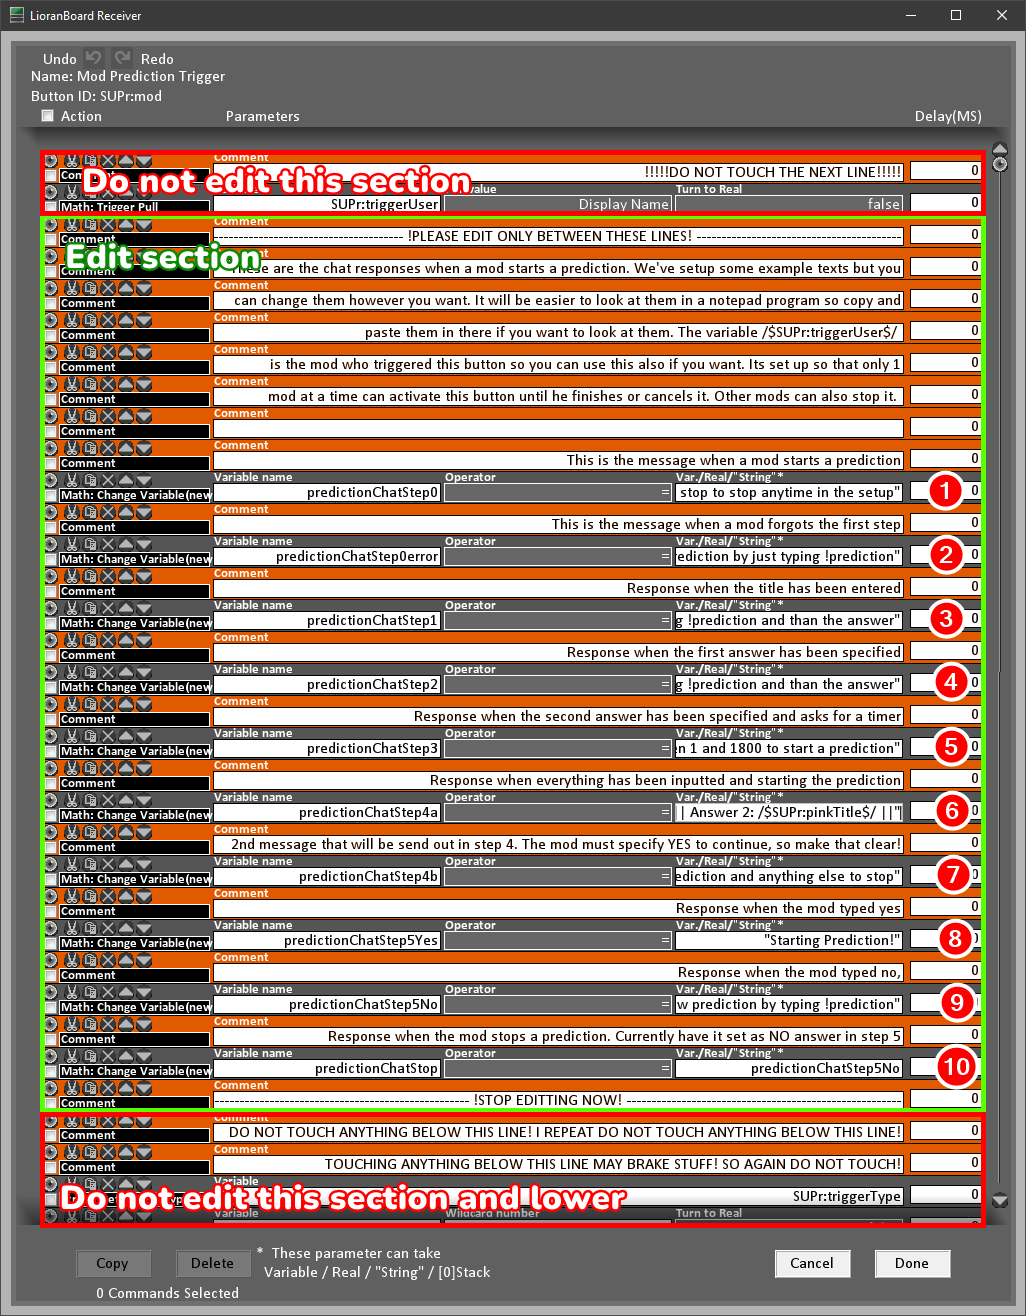 LioranBoard Receiver
Undo Redo
Name: Mod Prediction Trigger
Button ID: SUPr:mod
Action Parameters Delay(MS)
Comment
Comment !!!!!DO NOT TOUCH THE NEXT LINE!!!!! 0
Do not edit this section
value Turn to Real
Math: Trigger Pull SUPr:triggerUser Display Name false 0
Comment
Comment ---------------------------------- !PLEASE EDIT ONLY BETWEEN THESE LINES! ------------------------------------- 0
Edit section
Comment
Comment These are the chat responses when a mod starts a prediction. We've setup some example texts but you 0
Comment
Comment can change them however you want. It will be easier to look at them in a notepad program so copy and 0
Comment
Comment paste them in there if you want to look at them. The variable /$SUPr:triggerUser$/ 0
Comment
Comment is the mod who triggered this button so you can use this also if you want. Its set up so that only 1 0
Comment
Comment mod at a time can activate this button until he finishes or cancels it. Other mods can also stop it. 0
Comment
Comment 0
Comment
Comment This is the message when a mod starts a prediction 0
Variable name Operator Var./Real/"String"*
Math: Change Variable(new predictionChatStep0 = stop to stop anytime in the setup" 1 0
Comment
Comment This is the message when a mod forgots the first step 0
Variable name Operator Var./Real/"String"*
Math: Change Variable(new predictionChatStep0error = ediction by just typing !prediction" 2 0
Comment
Comment Response when the title has been entered 0
Variable name Operator Var./Real/"String"*
Math: Change Variable(new predictionChatStep1 = g !prediction and than the answer" 3 0
Comment
Comment Response when the first answer has been specified 0
Variable name Operator Var./Real/"String"*
Math: Change Variable(new predictionChatStep2 = g !prediction and than the answer" 4 0
Comment
Comment Response when the second answer has been specified and asks for a timer 0
Variable name Operator Var./Real/"String"*
Math: Change Variable(new predictionChatStep3 = n 1 and 1800 to start a prediction" 5 0
Comment
Comment Response when everything has been inputted and starting the prediction 0
Variable name Operator Var./Real/"String"*
Math: Change Variable(new predictionChatStep4a = | Answer 2: /$SUPr:pinkTitle$/ ||" 6 0
Comment
Comment 2nd message that will be send out in step 4. The mod must specify YES to continue, so make that clear! 0
Variable name Operator Var./Real/"String"*
Math: Change Variable(new predictionChatStep4b = ediction and anything else to stop" 7 0
Comment
Comment Response when the mod typed yes 0
Variable name Operator Var./Real/"String"*
Math: Change Variable(new predictionChatStep5Yes = "Starting Prediction!" 8 0
Comment
Comment Response when the mod typed no, 0
Variable name Operator Var./Real/"String"*
Math: Change Variable(new predictionChatStep5No = w prediction by typing !prediction" 9 0
Comment
Comment Response when the mod stops a prediction. Currently have it set as NO answer in step 5 0
Variable name Operator Var./Real/"String"*
Math: Change Variable(new predictionChatStop = predictionChatStep5No 10
Comment
Comment ---------------------------------------------- !STOP EDITTING NOW! -------------------------------------------------- 0
Comment
Comment DO NOT TOUCH ANYTHING BELOW THIS LINE! I REPEAT DO NOT TOUCH ANYTHING BELOW THIS LINE! 0
Comment
Comment TOUCHING ANYTHING BELOW THIS LINE MAY BRAKE STUFF! SO AGAIN DO NOT TOUCH! 0
Variable
Do not edit this section and lower
SUPr:triggerType 0
Variable Wildcard number Turn to Real
Copy Delete * These parameter can take
Variable / Real / "String" / [0]Stack
Cancel Done
0 Commands Selected